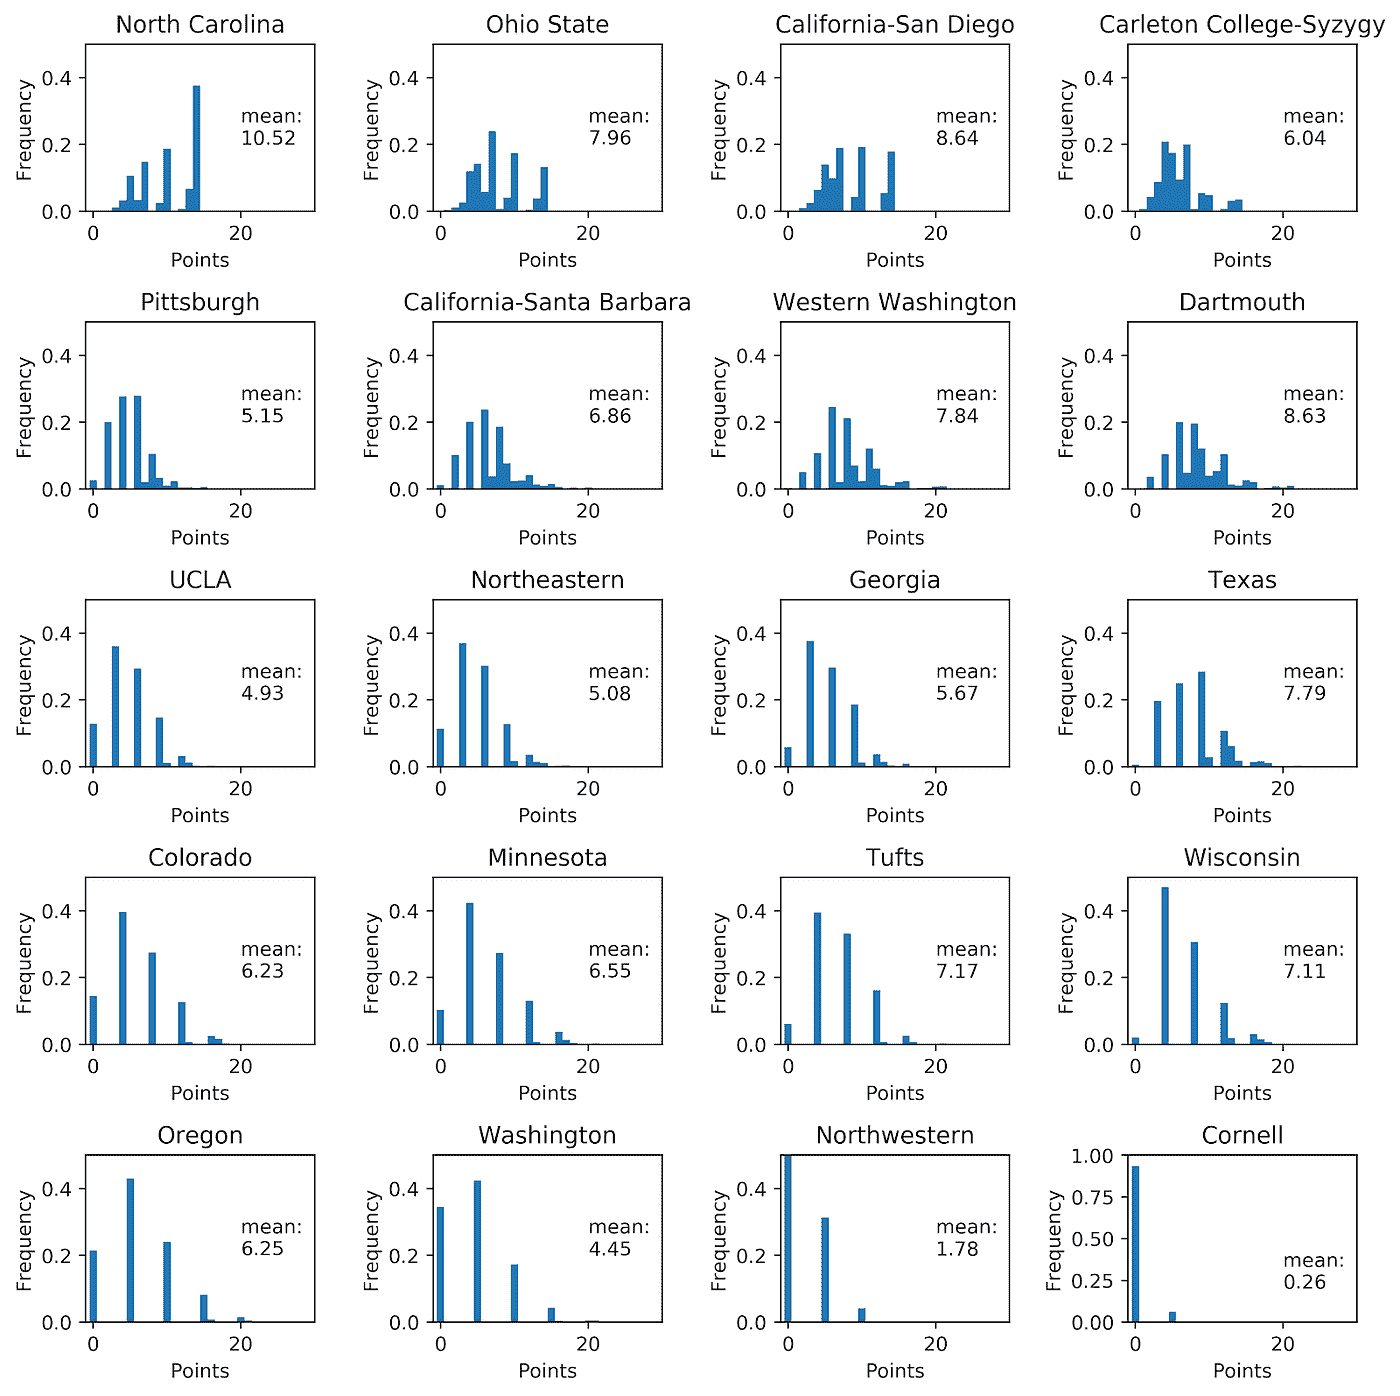 North Carolina
Frequency
0.4
0.2
0.0
mean:
10.52
0 20
Points
Ohio State
Frequency
0.4
0.2
0.0
mean:
7.96
0 20
Points
California-San Diego
Frequency
0.4
0.2
0.0
mean:
8.64
0 20
Points
Carleton College-Syzygy
Frequency
0.4
0.2
0.0
mean:
6.04
0 20
Points
Pittsburgh
Frequency
0.4
0.2
0.0
mean:
5.15
0 20
Points
California-Santa Barbara
Frequency
0.4
0.2
0.0
mean:
6.86
0 20
Points
Western Washington
Frequency
0.4
0.2
0.0
mean:
7.84
0 20
Points
Dartmouth
Frequency
0.4
0.2
0.0
mean:
8.63
0 20
Points
UCLA
Frequency
0.4
0.2
0.0
mean:
4.93
0 20
Points
Northeastern
Frequency
0.4
0.2
0.0
mean:
5.08
0 20
Points
Georgia
Frequency
0.4
0.2
0.0
mean:
5.67
0 20
Points
Texas
Frequency
0.4
0.2
0.0
mean:
7.79
0 20
Points
Colorado
Frequency
0.4
0.2
0.0
mean:
6.23
0 20
Points
Minnesota
Frequency
0.4
0.2
0.0
mean:
6.55
0 20
Points
Tufts
Frequency
0.4
0.2
0.0
mean:
7.17
0 20
Points
Wisconsin
Frequency
0.4
0.2
0.0
mean:
7.11
0 20
Points
Oregon
Frequency
0.4
0.2
0.0
mean:
6.25
0 20
Points
Washington
Frequency
0.4
0.2
0.0
mean:
4.45
0 20
Points
Northwestern
Frequency
0.4
0.2
0.0
mean:
1.78
0 20
Points
Cornell
Frequency
1.00
0.75
0.50
0.25
0.00
mean:
0.26
0 20
Points